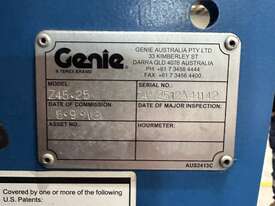 Genie
A TEREX BRAND
GENIE AUSTRALIA PTY LTD
33 KIMBERLEY ST
DARRA QLD 4076 AUSTRALIA
PH +61 7 3456 4444
FAX +61 7 3456 4400
MODEL
SERIAL NO.
Z45-25
DATE OF COMMISSION
DATE OF MAJOR INSPECTION:
ASSET NO
HOURMETER:
AUS2413C
Covered by one or more of the following
U.S. Patents: